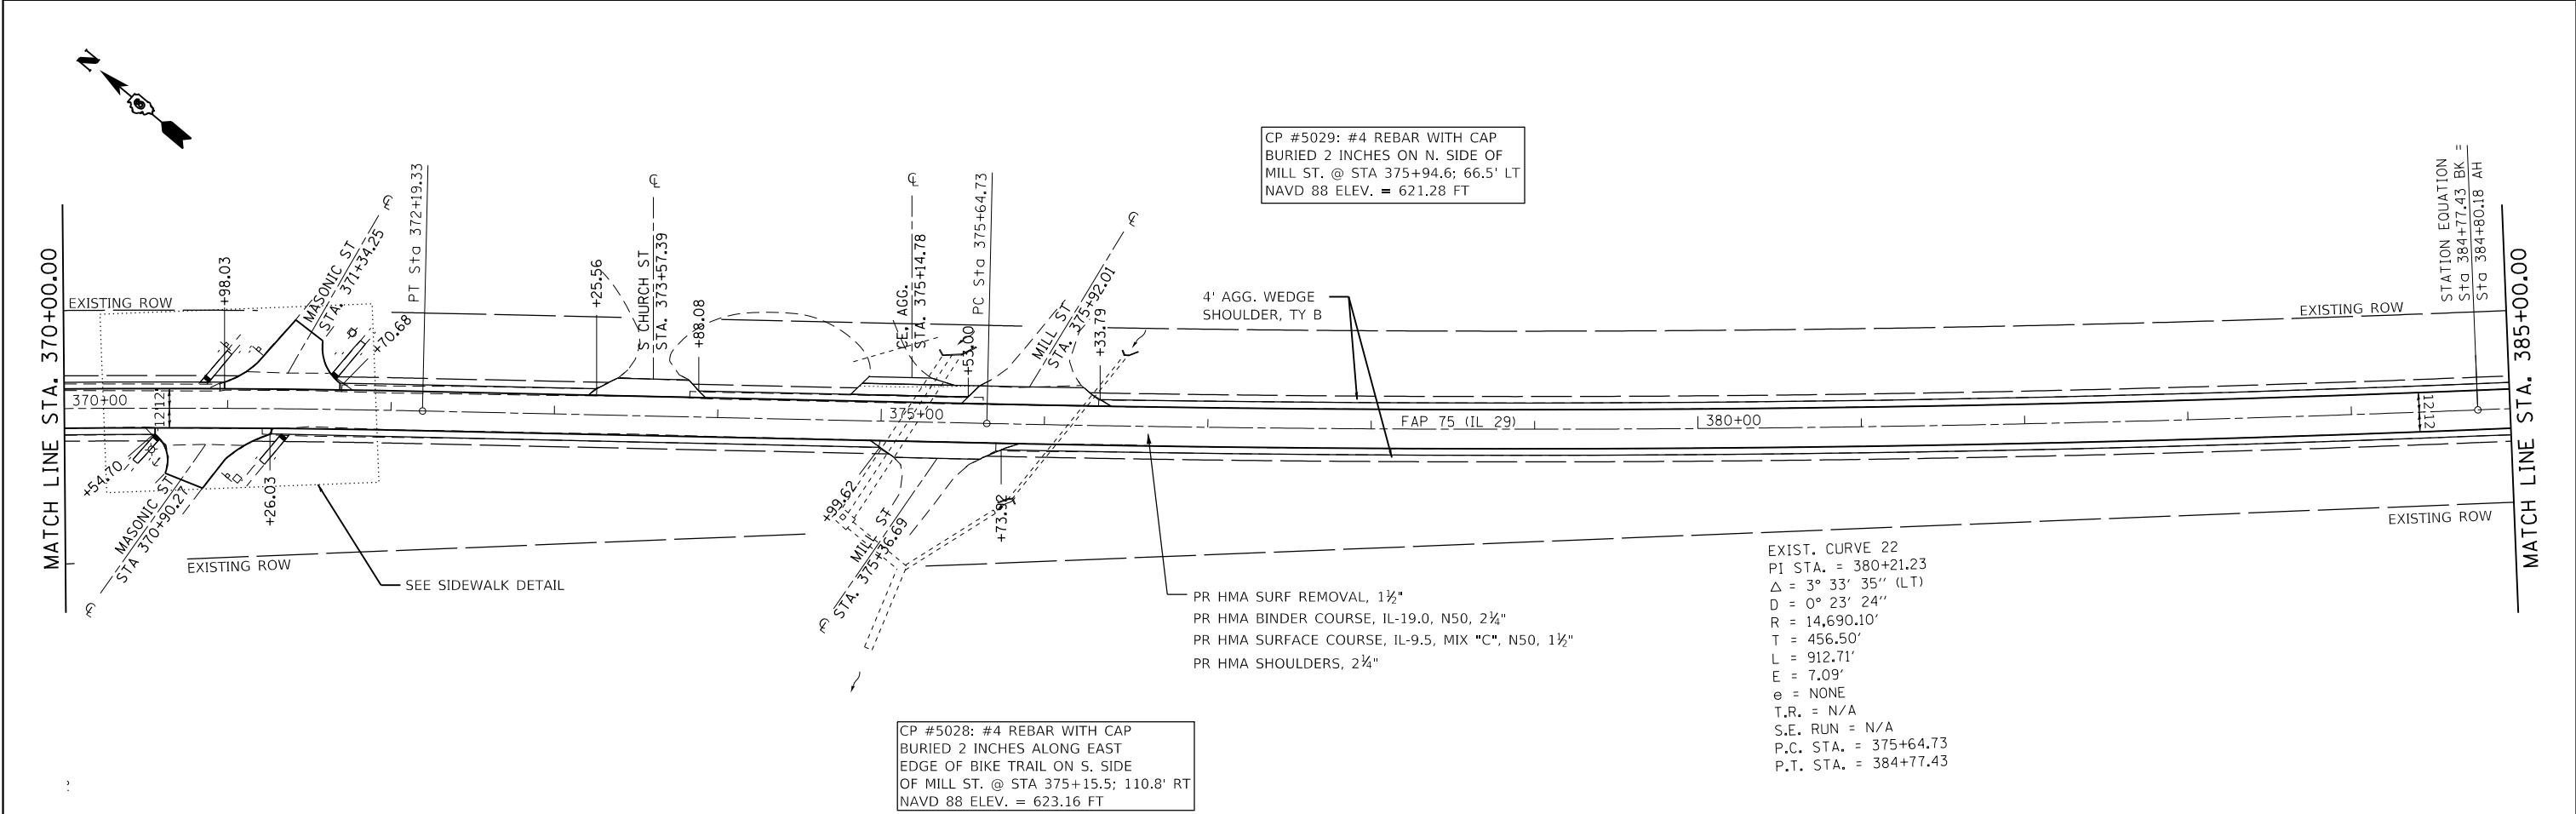 N
CP #5029: #4 REBAR WITH CAP
BURIED 2 INCHES ON N. SIDE OF
MILL ST. @ STA 375+94.6; 66.5' LT
NAVD 88 ELEV. = 621.28 FT
MATCH LINE STA. 370+00.00
EXISTING ROW
+98.03
MASONIC ST
STA. 371+34.25
+70.68
PT Sta 372+19.33
+25.56
℄
S CHURCH ST
STA. 373+57.39
+88.08
℄
CE. AGG.
STA. 375+14.78
+53.00
PC Sta 375+64.73
MILL ST
STA. 375+92.01
℄
℄
+33.79
4' AGG. WEDGE
SHOULDER, TY B
EXISTING ROW
STATION EQUATION
Sta 384+77.43 BK =
Sta 384+80.18 AH
MATCH LINE STA. 385+00.00
370+00
12'
12'
375+00
FAP 75 (IL 29)
380+00
12
12
+54.70
MASONIC ST
STA 370+90.27
℄
+26.03
EXISTING ROW
SEE SIDEWALK DETAIL
+99.62
MILL ST
STA. 375+36.69
℄
+73.92
EXISTING ROW
PR HMA SURF REMOVAL, 1½"
PR HMA BINDER COURSE, IL-19.0, N50, 2¼"
PR HMA SURFACE COURSE, IL-9.5, MIX "C", N50, 1½"
PR HMA SHOULDERS, 2¼"
EXIST. CURVE 22
PI STA. = 380+21.23
Δ = 3° 33' 35'' (LT)
D = 0° 23' 24''
R = 14,690.10'
T = 456.50'
L = 912.71'
E = 7.09'
e = NONE
T.R. = N/A
S.E. RUN = N/A
P.C. STA. = 375+64.73
P.T. STA. = 384+77.43
CP #5028: #4 REBAR WITH CAP
BURIED 2 INCHES ALONG EAST
EDGE OF BIKE TRAIL ON S. SIDE
OF MILL ST. @ STA 375+15.5; 110.8' RT
NAVD 88 ELEV. = 623.16 FT